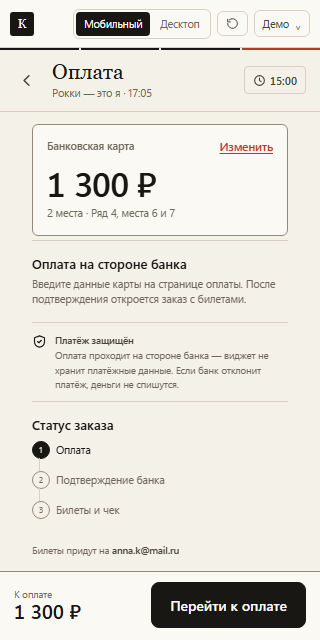 K
Мобильный
Десктоп
Демо
Оплата
Рокки — это я · 17:05
15:00
Банковская карта
Изменить
1 300 ₽
2 места · Ряд 4, места 6 и 7
Оплата на стороне банка
Введите данные карты на странице оплаты. После
подтверждения откроется заказ с билетами.
Платёж защищён
Оплата проходит на стороне банка — виджет не
хранит платёжные данные. Если банк отклонит
платёж, деньги не спишутся.
Статус заказа
1 Оплата
2 Подтверждение банка
3 Билеты и чек
Билеты придут на anna.k@mail.ru
К оплате
1 300 ₽
Перейти к оплате